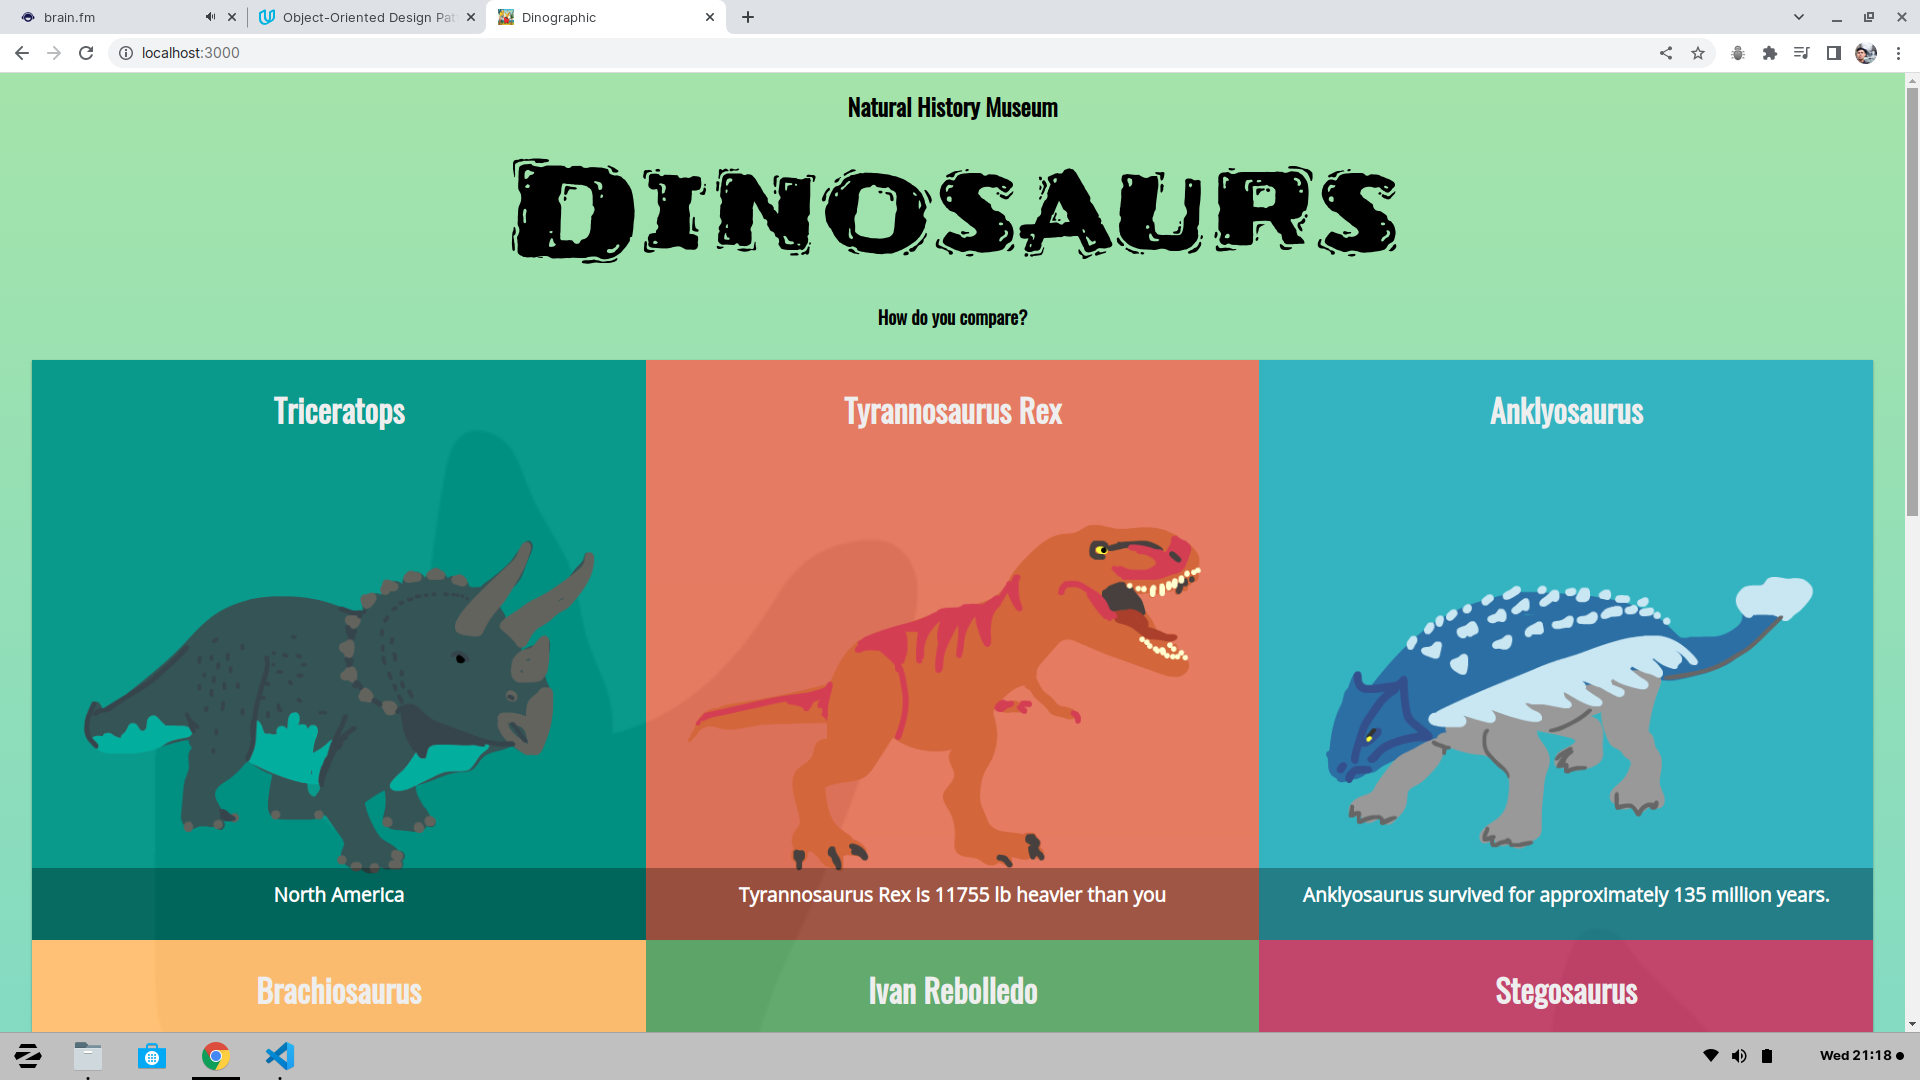 brain.fm
Object-Oriented Design Pat
Dinographic
localhost:3000
Natural History Museum
Dinosaurs
How do you compare?
Triceratops
Tyrannosaurus Rex
Anklyosaurus
North America
Tyrannosaurus Rex is 11755 lb heavier than you
Anklyosaurus survived for approximately 135 million years.
Brachiosaurus
Ivan Rebolledo
Stegosaurus
Wed 21:18